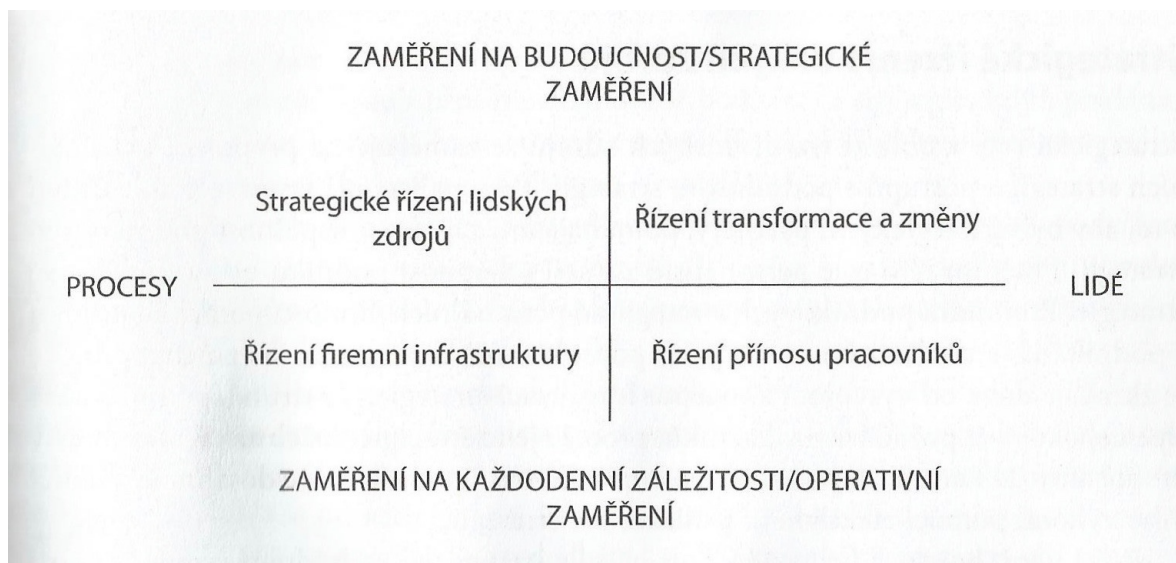 ZAMĚŘENÍ NA BUDOUCNOST/STRATEGICKÉ
ZAMĚŘENÍ
Strategické řízení lidských
zdrojů
Řízení transformace a změny
PROCESY
LIDÉ
Řízení firemní infrastruktury
Řízení přínosu pracovníků
ZAMĚŘENÍ NA KAŽDODENNÍ ZÁLEŽITOSTI/OPERATIVNÍ
ZAMĚŘENÍ